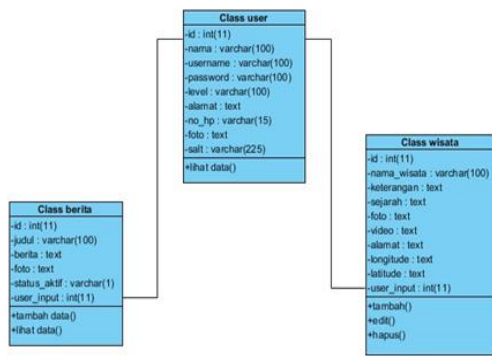 Class user
-id : int(11)
-nama : varchar(100)
-username : varchar(100)
-password : varchar(100)
-level : varchar(100)
-alamat : text
-no_hp : varchar(15)
-foto : text
-salt : varchar(225)
+lihat data()
Class berita
-id : int(11)
-judul : varchar(100)
-berita : text
-foto : text
-status_aktif : varchar(1)
-user_input : int(11)
+tambah data()
+lihat data()
Class wisata
-id : int(11)
-nama_wisata : varchar(100)
-keterangan : text
-sejarah : text
-foto : text
-video : text
-alamat : text
-longitude : text
-latitude : text
-user_input : int(11)
+tambah()
+edit()
+hapus()